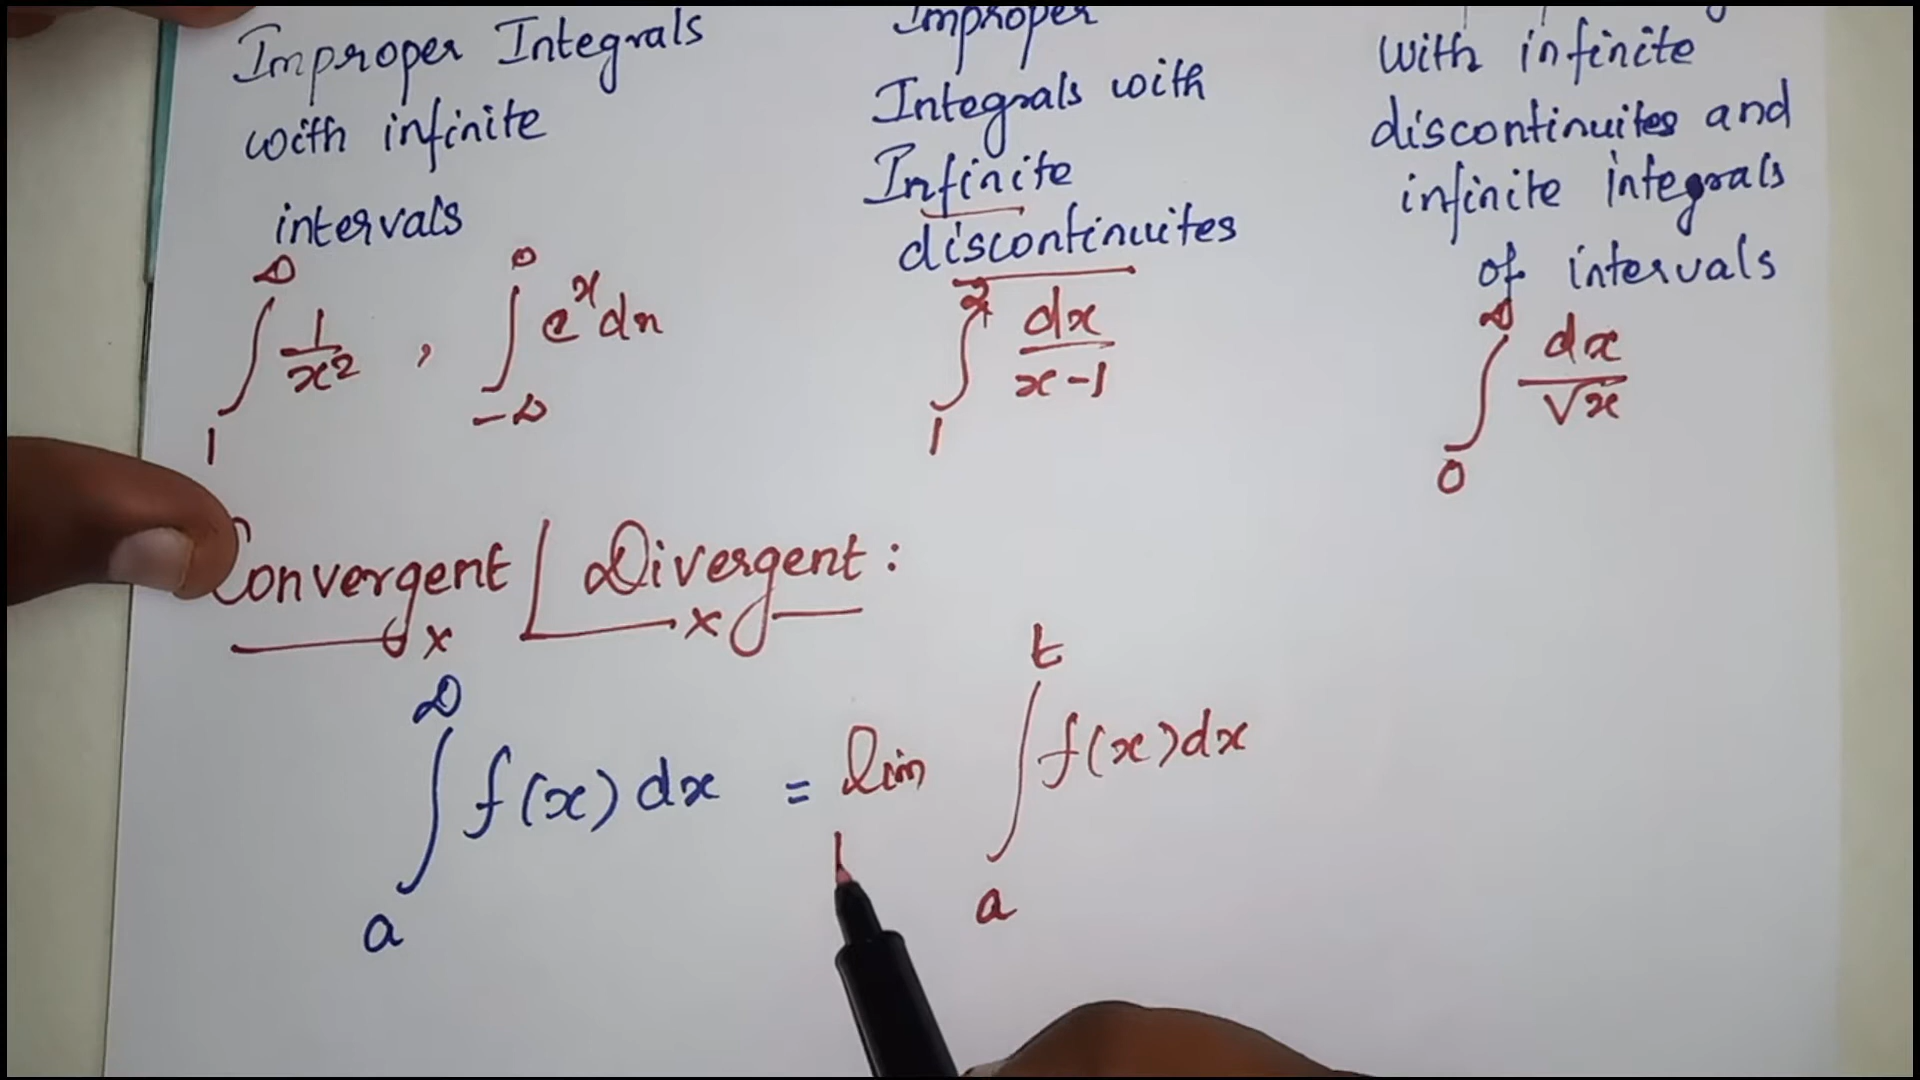 Improper Integrals
with infinite
intervals
∫₁^∞ 1/x² , ∫₋∞^0 e^x dx
Improper
Integrals with
Infinite
discontinuites
∫₁^2 dx/(x-1)
with infinite
discontinuites and
infinite integrals
of intervals
∫₀^∞ dx/√x
Convergent / Divergent :
∫ₐ^∞ f(x) dx = lim ∫ₐ^t f(x)dx